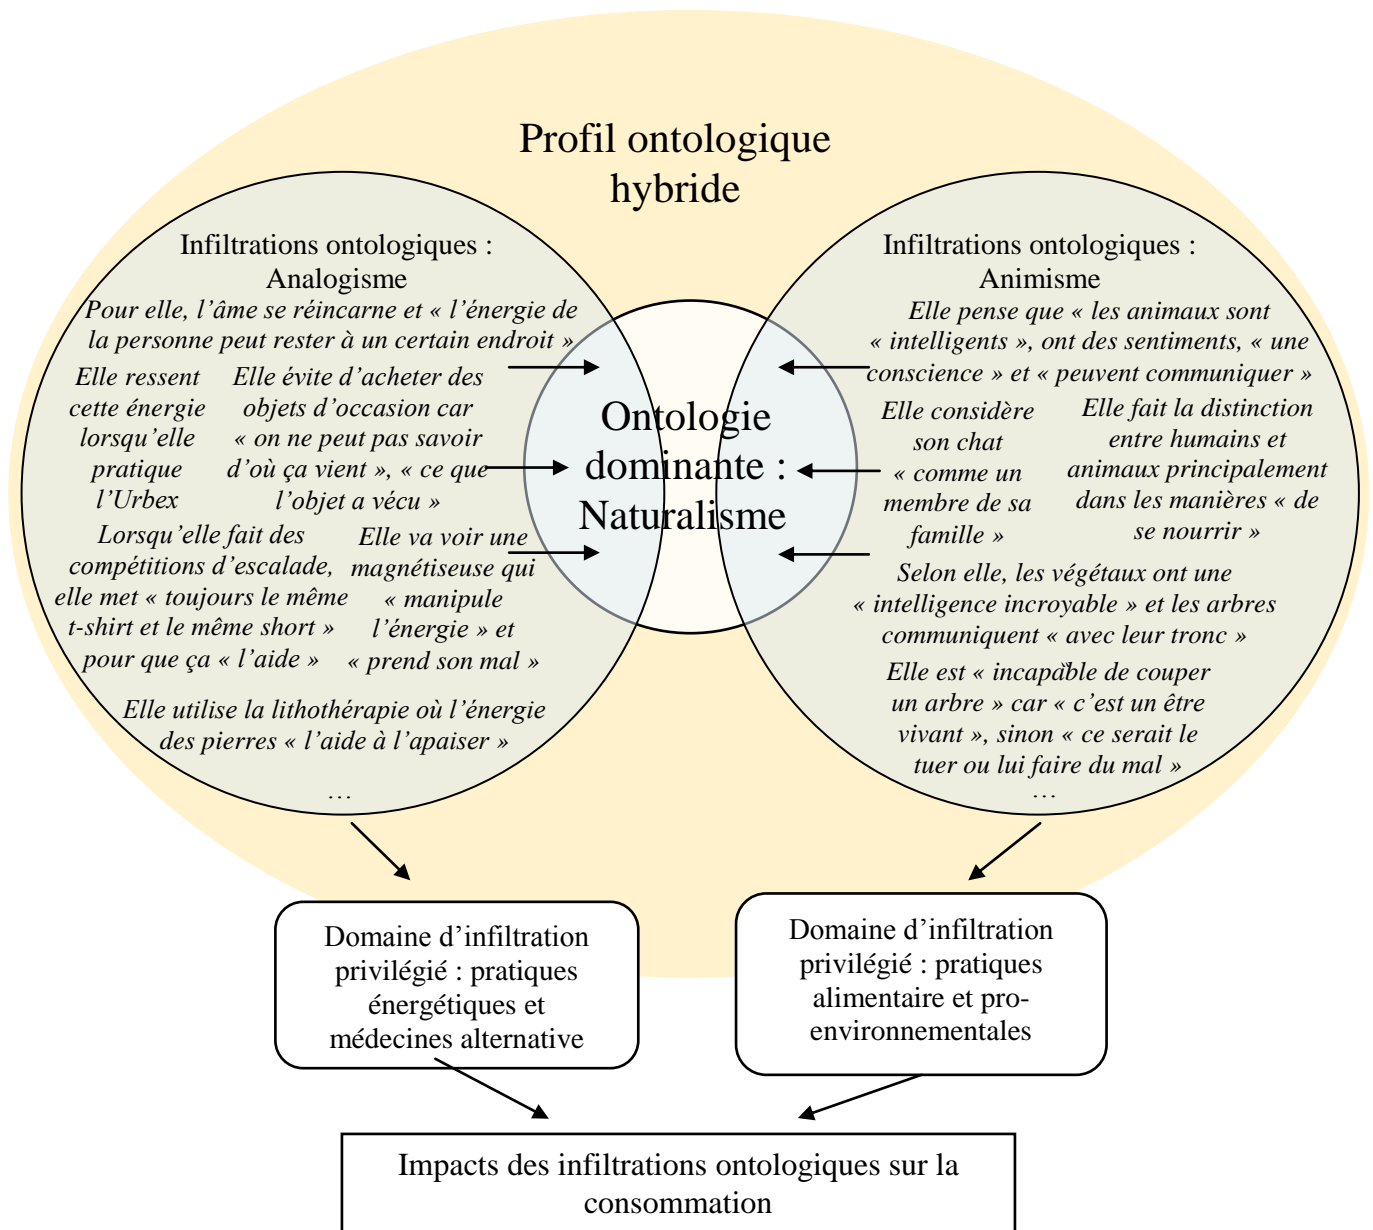 Profil ontologique
hybride
Infiltrations ontologiques :
Analogisme
Pour elle, l’âme se réincarne et « l’énergie de
la personne peut rester à un certain endroit »
Elle ressent
cette énergie
lorsqu’elle
pratique
l’Urbex
Elle évite d’acheter des
objets d’occasion car
« on ne peut pas savoir
d’où ça vient », « ce que
l’objet a vécu »
Lorsqu’elle fait des
compétitions d’escalade,
elle met « toujours le même
t-shirt et le même short »
pour que ça « l’aide »
Elle va voir une
magnétiseuse qui
« manipule
l’énergie » et
« prend son mal »
Elle utilise la lithothérapie où l’énergie
des pierres « l’aide à l’apaiser »
…
Ontologie
dominante :
Naturalisme
Infiltrations ontologiques :
Animisme
Elle pense que « les animaux sont
« intelligents », ont des sentiments, « une
conscience » et « peuvent communiquer »
Elle considère
son chat
« comme un
membre de sa
famille »
Elle fait la distinction
entre humains et
animaux principalement
dans les manières « de
se nourrir »
Selon elle, les végétaux ont une
« intelligence incroyable » et les arbres
communiquent « avec leur tronc »
Elle est « incapable de couper
un arbre » car « c’est un être
vivant », sinon « ce serait le
tuer ou lui faire du mal »
…
Domaine d’infiltration
privilégié : pratiques
énergétiques et
médecines alternative
Domaine d’infiltration
privilégié : pratiques
alimentaire et pro-
environnementales
Impacts des infiltrations ontologiques sur la
consommation